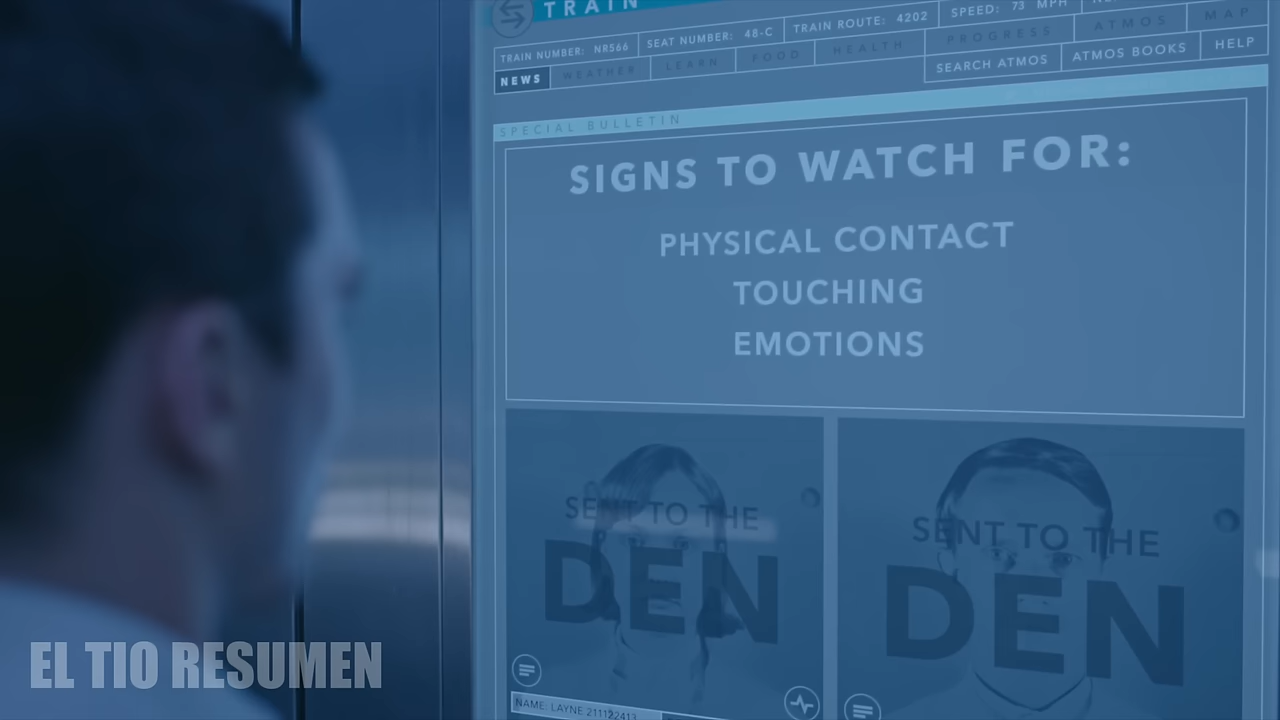 TRAIN
TRAIN NUMBER: NR566
SEAT NUMBER: 48-C
TRAIN ROUTE: 4202
SPEED: 73 MPH
NEWS
WEATHER
LEARN
FOOD
HEALTH
PROGRESS
ATMOS
MAP
SEARCH ATMOS
ATMOS BOOKS
HELP
SPECIAL BULLETIN
SIGNS TO WATCH FOR:
PHYSICAL CONTACT
TOUCHING
EMOTIONS
SENT TO THE
DEN
SENT TO THE
DEN
NAME: LAYNE 211122413
EL TIO RESUMEN